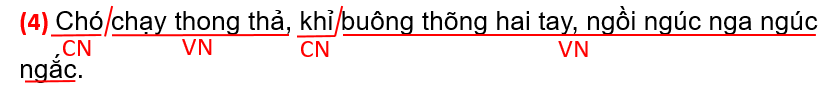 (4) Chó/chạy thong thả, khỉ/buông thõng hai tay, ngồi ngúc nga ngúc
CN VN CN VN
ngắc.